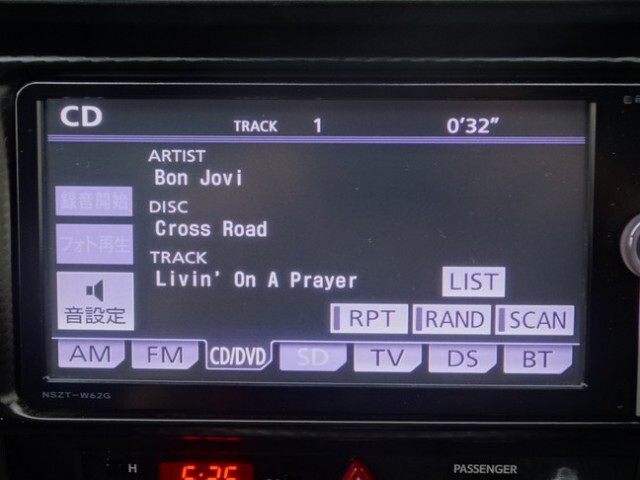 CD
TRACK 1 0'32"
ARTIST
Bon Jovi
録音開始
DISC
Cross Road
フォト再生
TRACK
Livin' On A Prayer
LIST
音設定
RPT RAND SCAN
AM FM CD/DVD SD TV DS BT
NSZT-W62G
H
PASSENGER